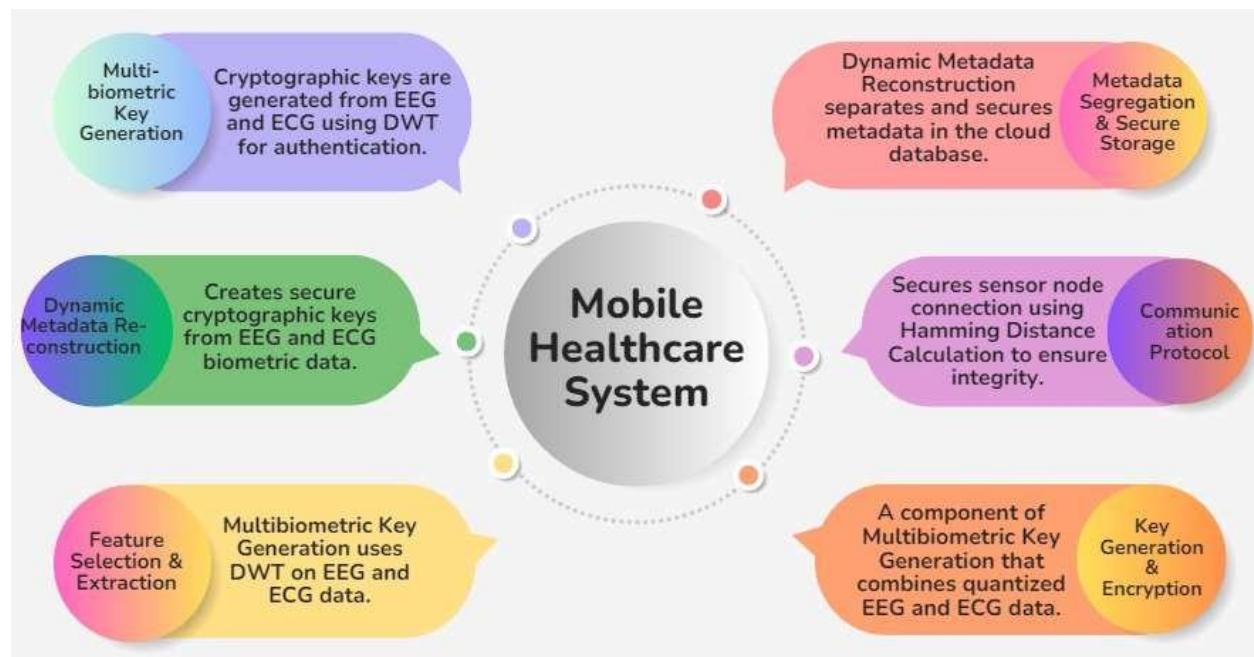 Multi-
biometric
Key
Generation
Cryptographic keys are
generated from EEG
and ECG using DWT
for authentication.
Dynamic Metadata
Reconstruction
separates and secures
metadata in the cloud
database.
Metadata
Segregation
& Secure
Storage
Dynamic
Metadata Re-
construction
Creates secure
cryptographic keys
from EEG and ECG
biometric data.
Mobile
Healthcare
System
Secures sensor node
connection using
Hamming Distance
Calculation to ensure
integrity.
Communic
ation
Protocol
Feature
Selection &
Extraction
Multibiometric Key
Generation uses
DWT on EEG and
ECG data.
A component of
Multibiometric Key
Generation that
combines quantized
EEG and ECG data.
Key
Generation
&
Encryption